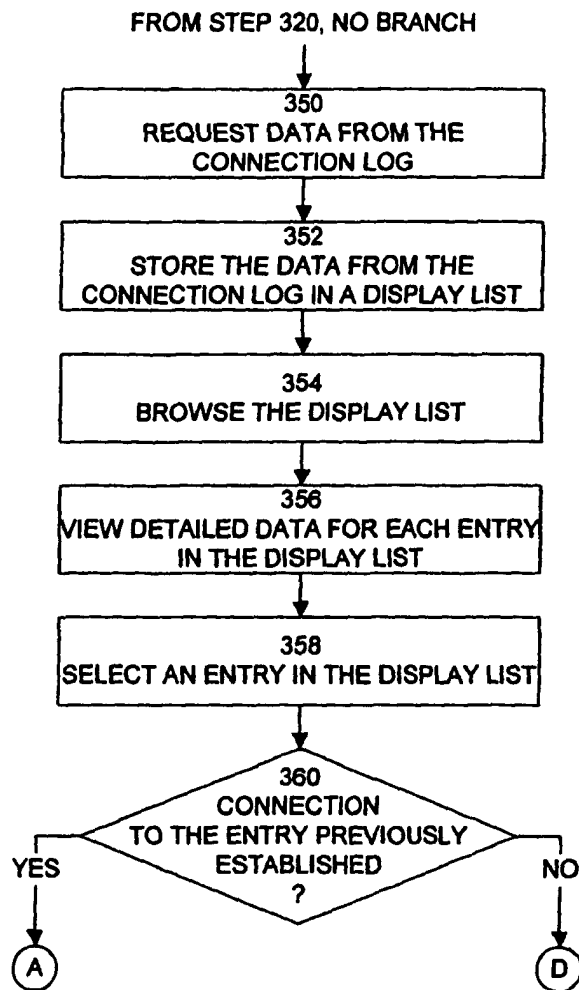 FROM STEP 320, NO BRANCH
350
REQUEST DATA FROM THE
CONNECTION LOG
352
STORE THE DATA FROM THE
CONNECTION LOG IN A DISPLAY LIST
354
BROWSE THE DISPLAY LIST
356
VIEW DETAILED DATA FOR EACH ENTRY
IN THE DISPLAY LIST
358
SELECT AN ENTRY IN THE DISPLAY LIST
360
CONNECTION
TO THE ENTRY PREVIOUSLY
ESTABLISHED
?
YES
NO
A
D